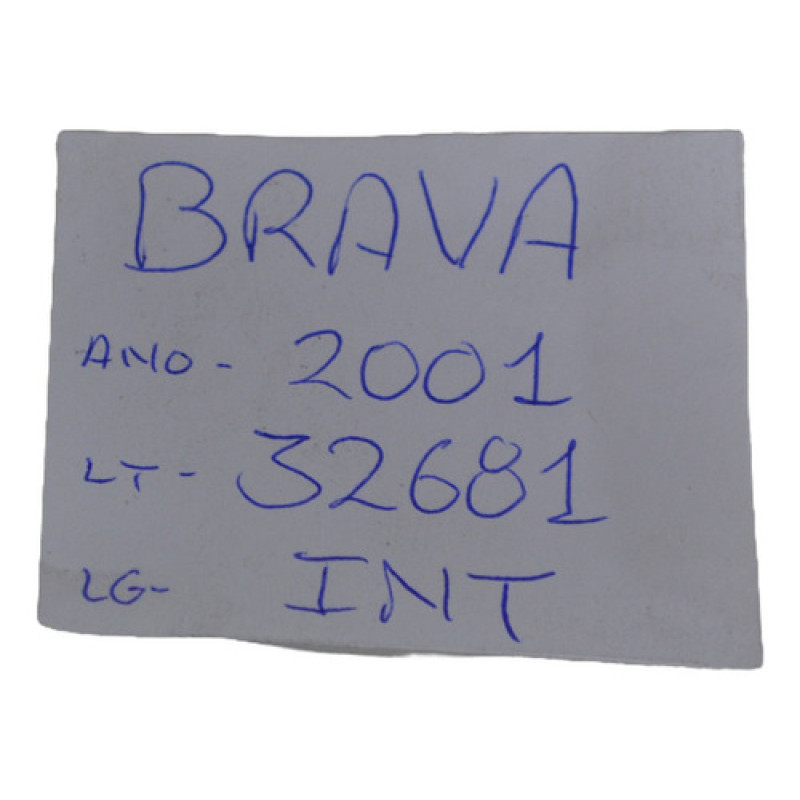 BRAVA
ANO- 2001
LT- 32681
LG- INT